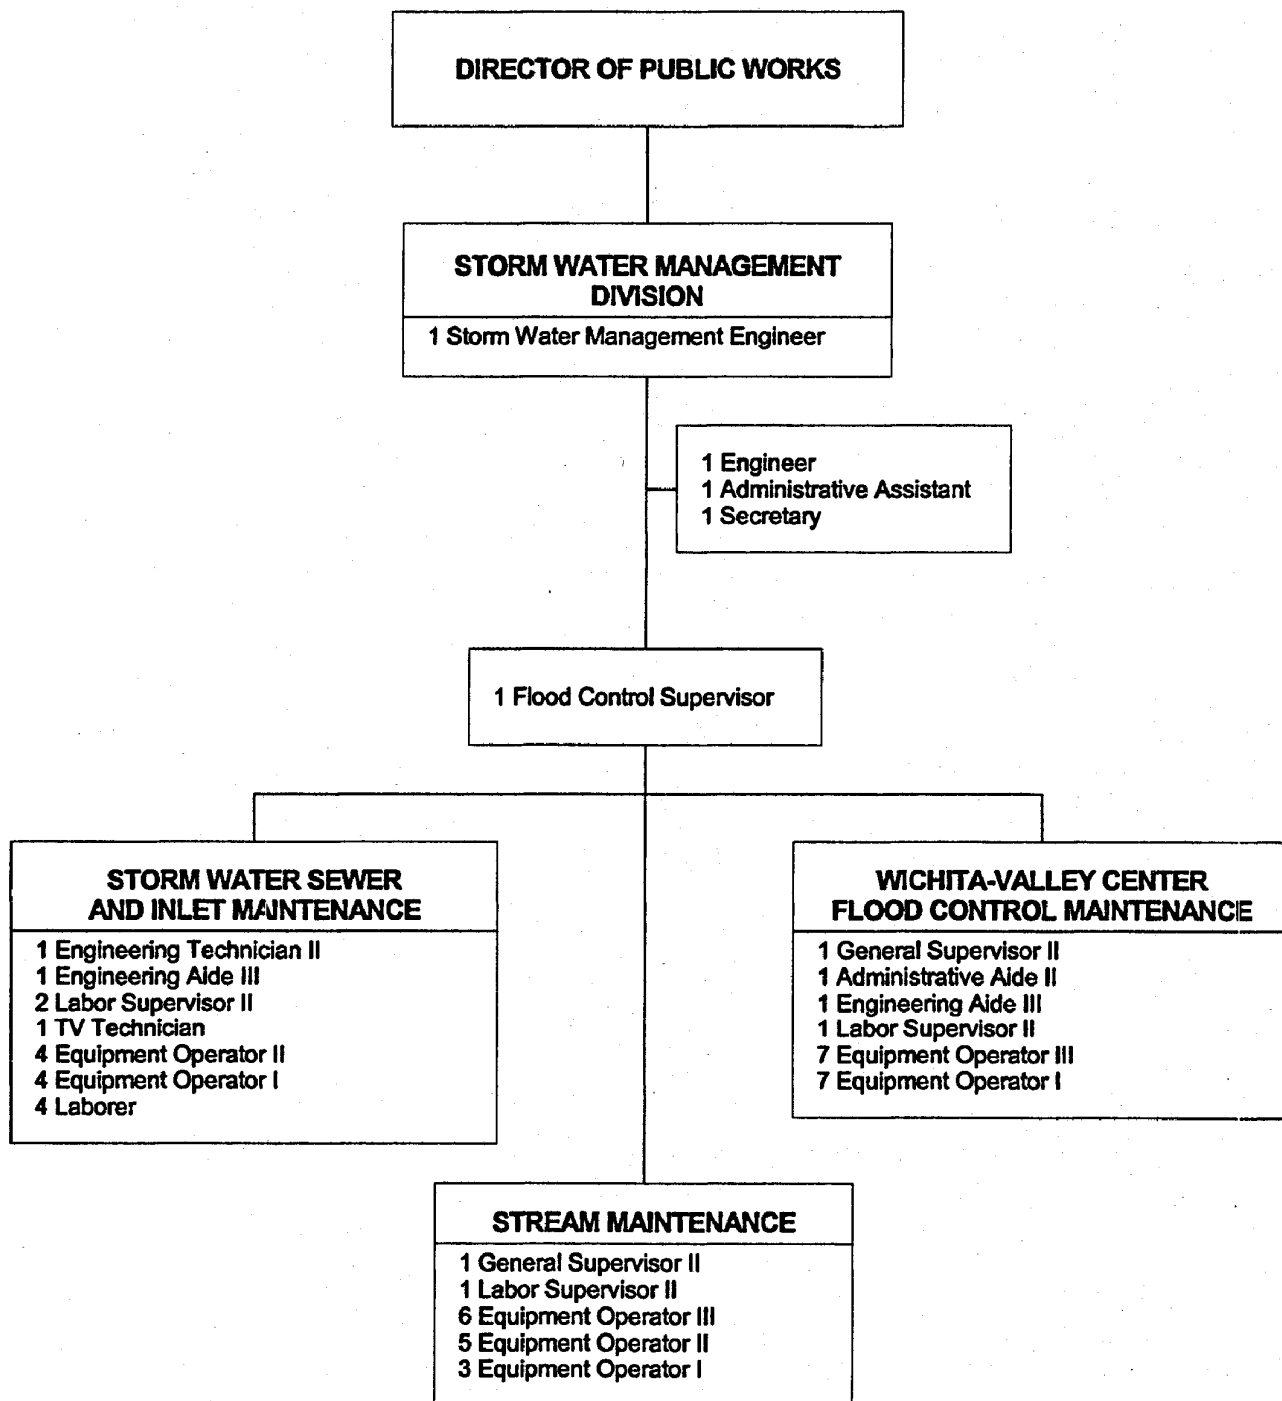 DIRECTOR OF PUBLIC WORKS
STORM WATER MANAGEMENT
DIVISION
1 Storm Water Management Engineer
1 Engineer
1 Administrative Assistant
1 Secretary
1 Flood Control Supervisor
STORM WATER SEWER
AND INLET MAINTENANCE
1 Engineering Technician II
1 Engineering Aide III
2 Labor Supervisor II
1 TV Technician
4 Equipment Operator II
4 Equipment Operator I
4 Laborer
WICHITA-VALLEY CENTER
FLOOD CONTROL MAINTENANCE
1 General Supervisor II
1 Administrative Aide II
1 Engineering Aide III
1 Labor Supervisor II
7 Equipment Operator III
7 Equipment Operator I
STREAM MAINTENANCE
1 General Supervisor II
1 Labor Supervisor II
6 Equipment Operator III
5 Equipment Operator II
3 Equipment Operator I